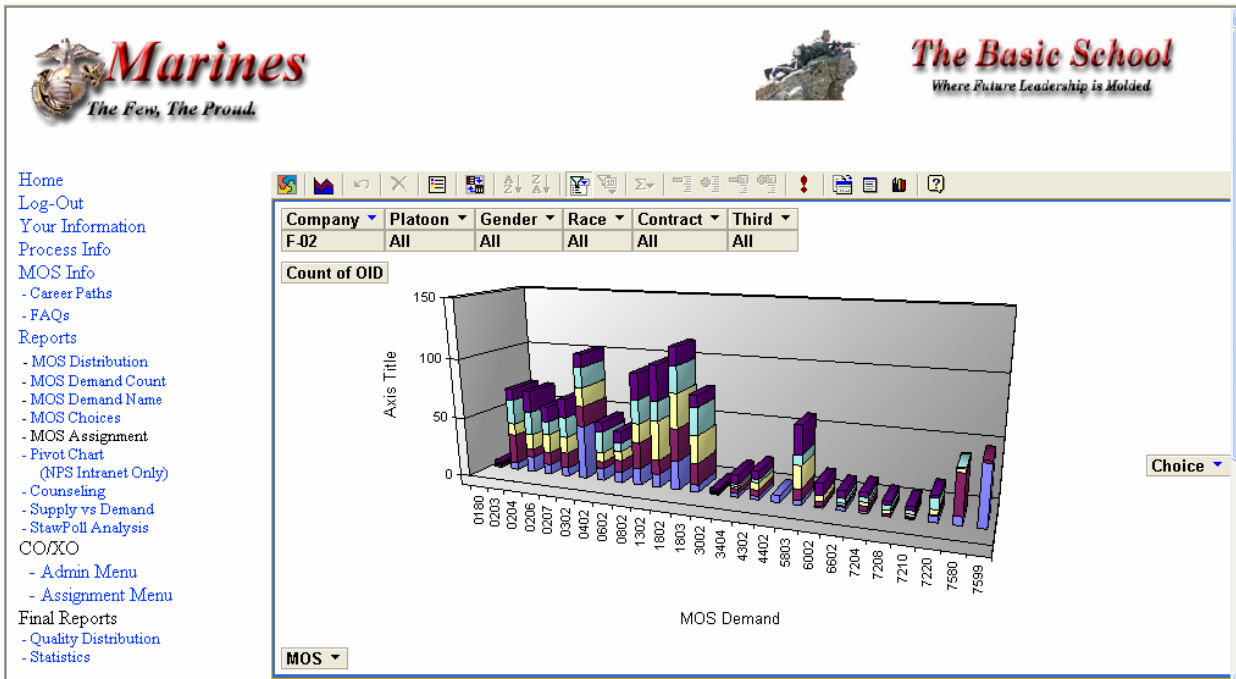 Marines
The Few, The Proud.
The Basic School
Where Future Leadership is Molded
Home
Log-Out
Your Information
Process Info
MOS Info
- Career Paths
- FAQs
Reports
- MOS Distribution
- MOS Demand Count
- MOS Demand Name
- MOS Choices
- MOS Assignment
- Pivot Chart
(NPS Intranet Only)
- Counseling
- Supply vs Demand
- StawPoll Analysis
CO/XO
- Admin Menu
- Assignment Menu
Final Reports
- Quality Distribution
- Statistics
Company Platoon Gender Race Contract Third
F-02 All All All All All
Count of OID
150
100
50
0
Axis Title
0180 0203 0204 0206 0207 0302 0402 0602 0802 1302 1802 1803 3002 3404 4302 4402 5803 6002 6602 7204 7208 7210 7220 7580 7599
MOS Demand
Choice
MOS